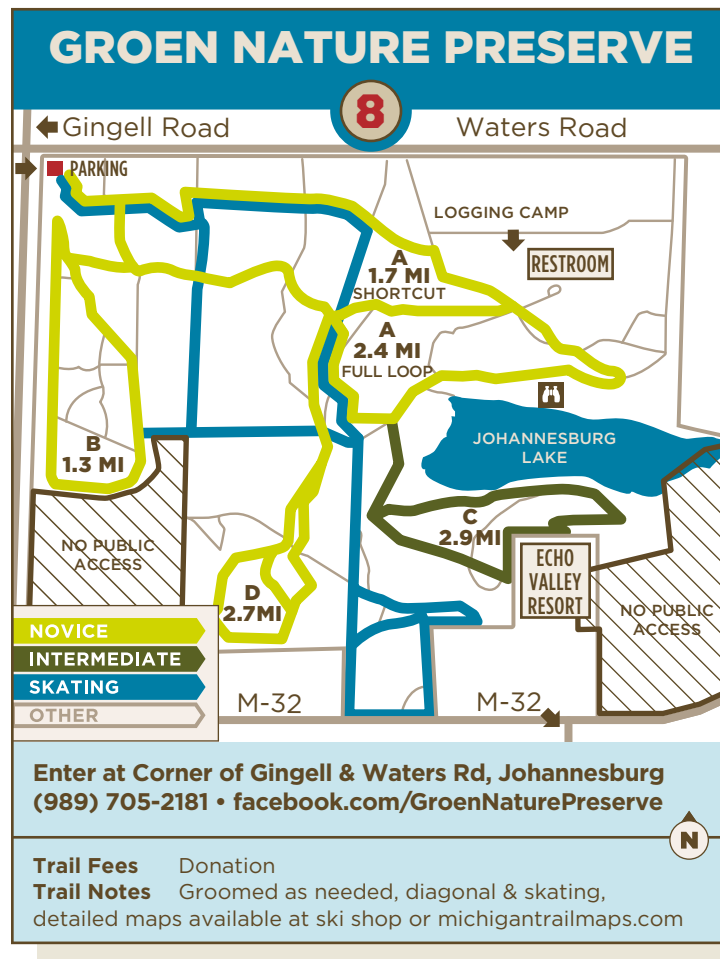 GROEN NATURE PRESERVE
8
Gingell Road
Waters Road
PARKING
LOGGING CAMP
RESTROOM
A
1.7 MI
SHORTCUT
A
2.4 MI
FULL LOOP
JOHANNESBURG
LAKE
B
1.3 MI
C
2.9MI
NO PUBLIC
ACCESS
ECHO
VALLEY
RESORT
D
2.7MI
NO PUBLIC
ACCESS
NOVICE
INTERMEDIATE
SKATING
OTHER
M-32
M-32
Enter at Corner of Gingell & Waters Rd, Johannesburg
(989) 705-2181 • facebook.com/GroenNaturePreserve
N
Trail Fees Donation
Trail Notes Groomed as needed, diagonal & skating,
detailed maps available at ski shop or michigantrailmaps.com